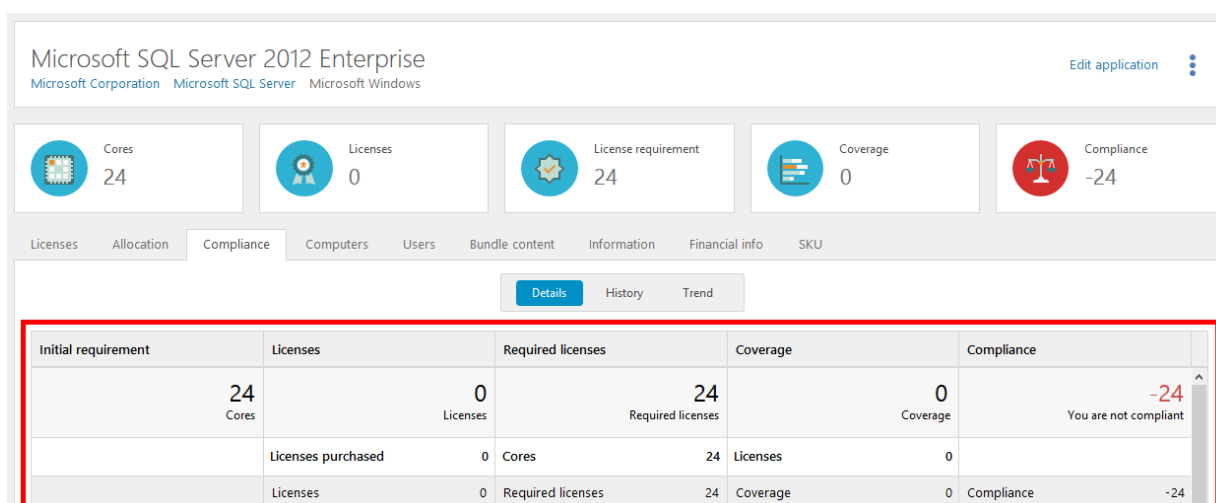 Microsoft SQL Server 2012 Enterprise
Edit application
Microsoft Corporation Microsoft SQL Server Microsoft Windows
Cores
24
Licenses
0
License requirement
24
Coverage
0
Compliance
-24
Licenses Allocation Compliance Computers Users Bundle content Information Financial info SKU
Details History Trend
Initial requirement Licenses Required licenses Coverage Compliance
24 0 24 0 -24
Cores Licenses Required licenses Coverage You are not compliant
Licenses purchased 0 Cores 24 Licenses 0
Licenses 0 Required licenses 24 Coverage 0 Compliance -24